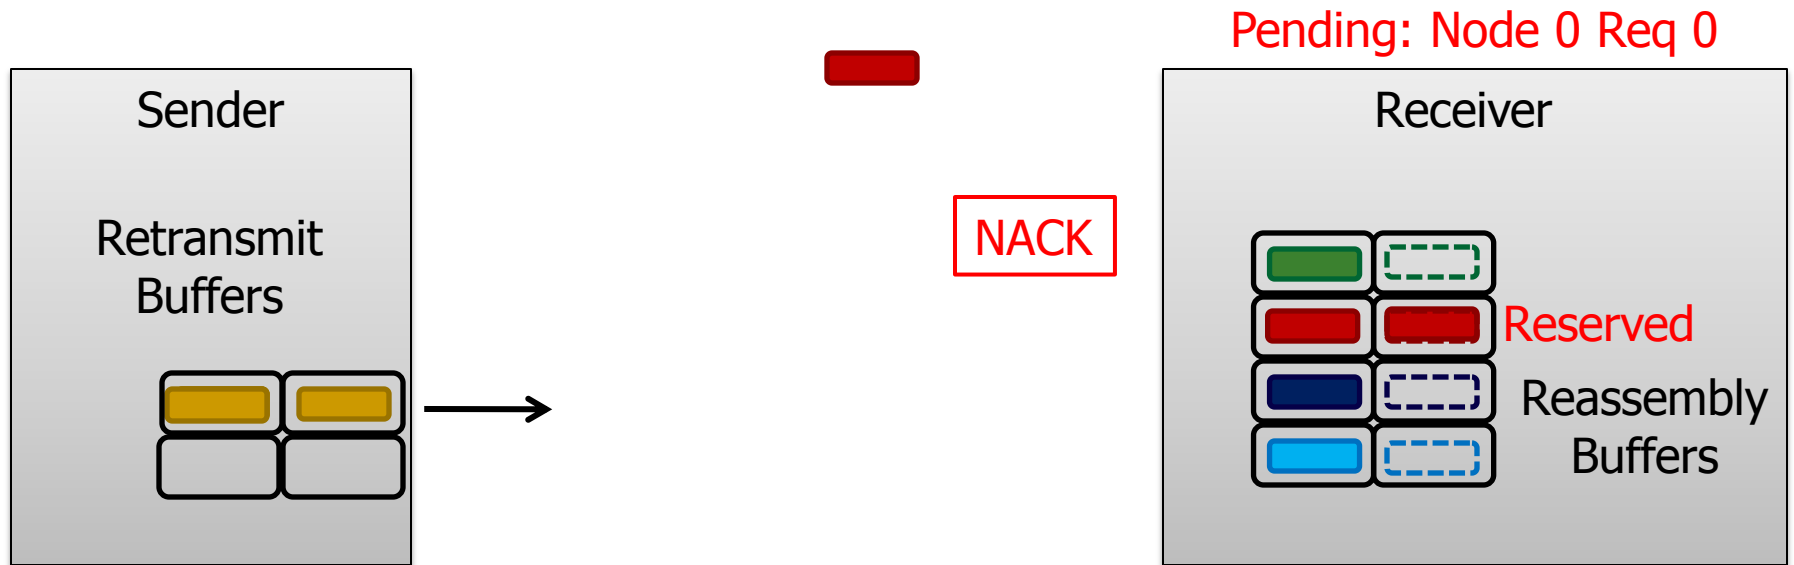 Pending: Node 0 Req 0
Sender
Receiver
Retransmit
Buffers
NACK
Reserved
Reassembly
Buffers